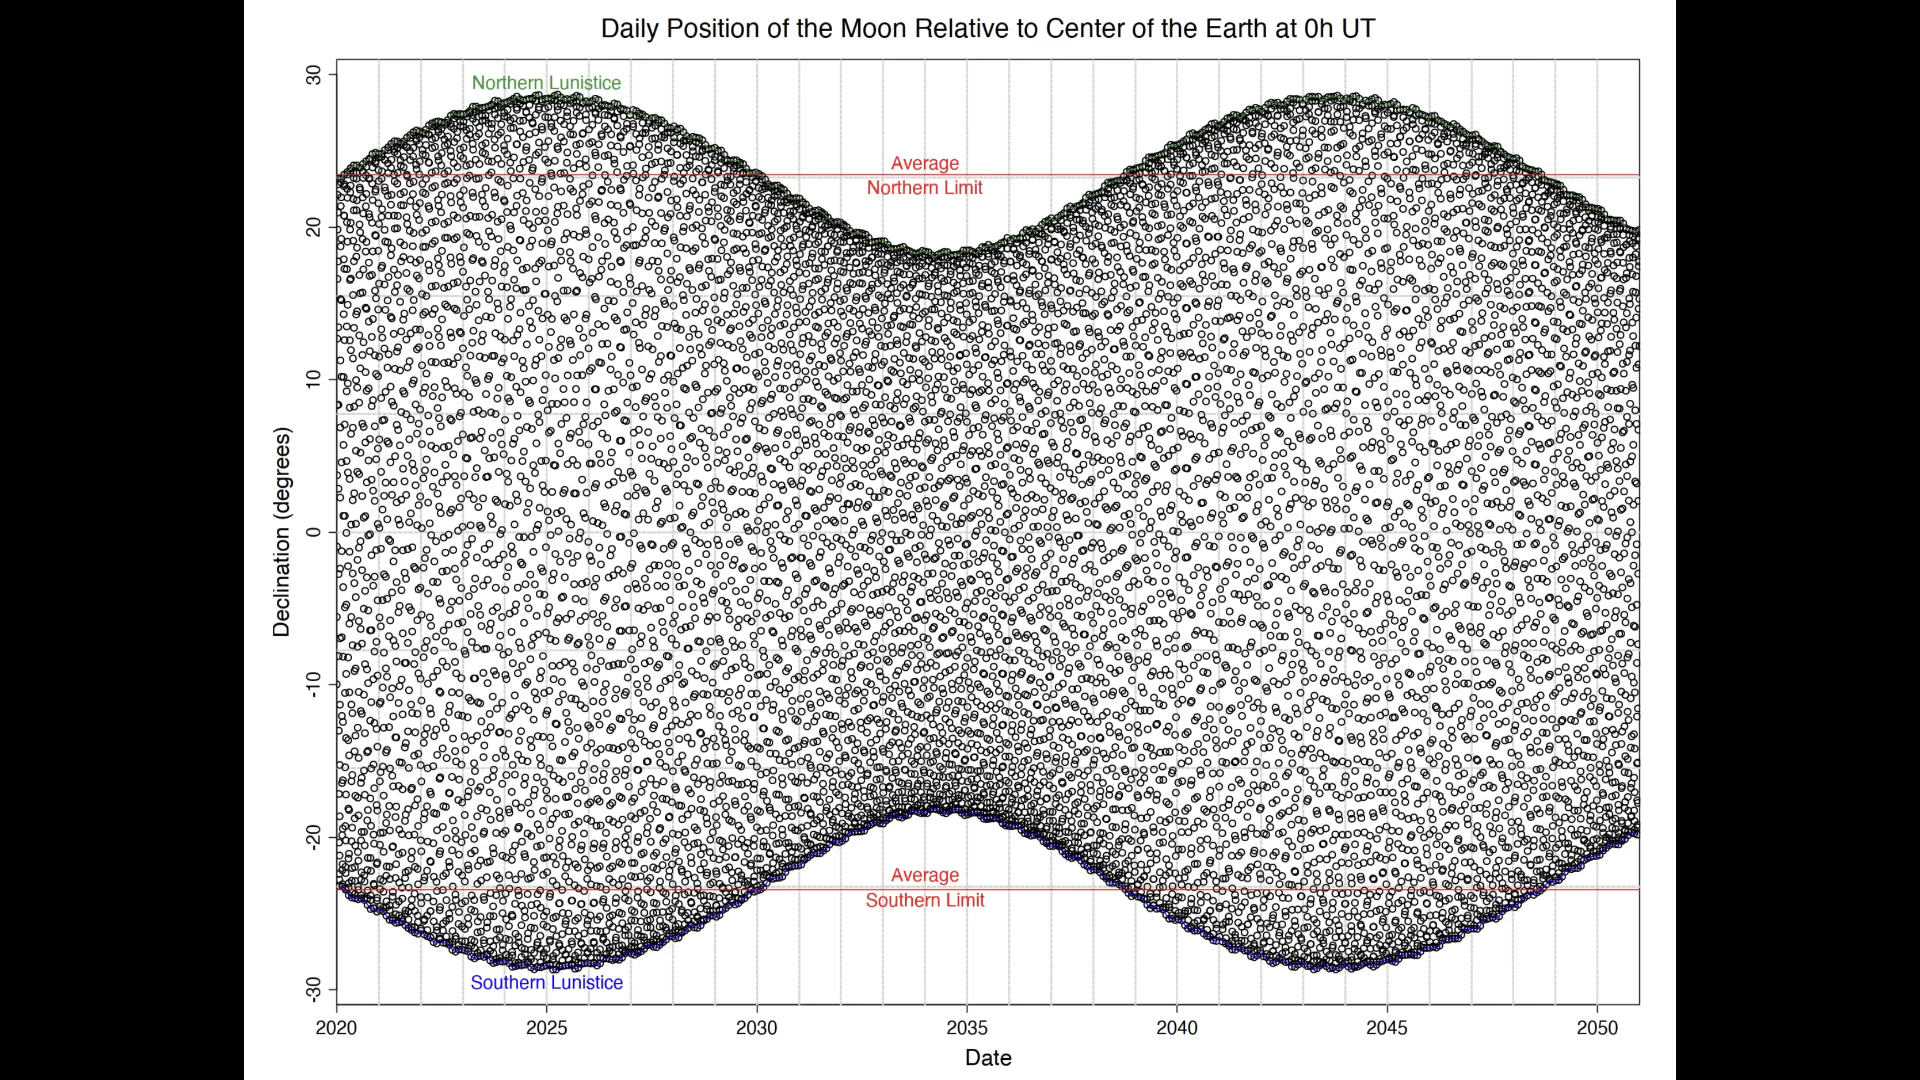 Daily Position of the Moon Relative to Center of the Earth at 0h UT
Northern Lunistice
Average
Northern Limit
Average
Southern Limit
Southern Lunistice
Declination (degrees)
30
20
10
0
-10
-20
-30
2020 2025 2030 2035 2040 2045 2050
Date